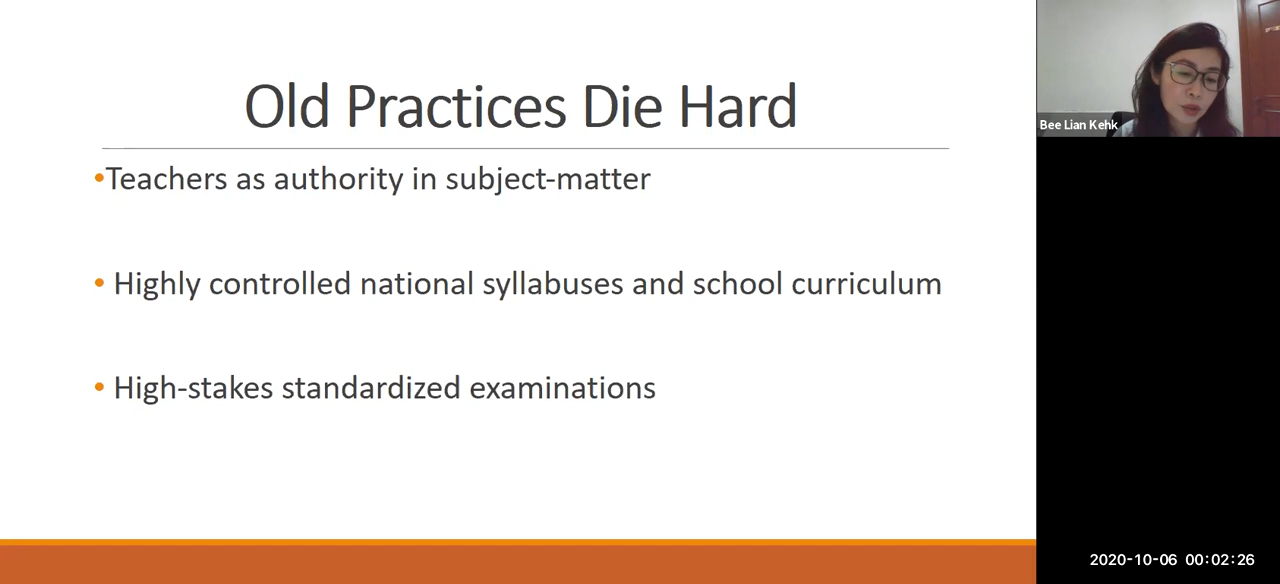 Old Practices Die Hard
•Teachers as authority in subject-matter
• Highly controlled national syllabuses and school curriculum
• High-stakes standardized examinations
Bee Lian Kehk
2020-10-06 00:02:26